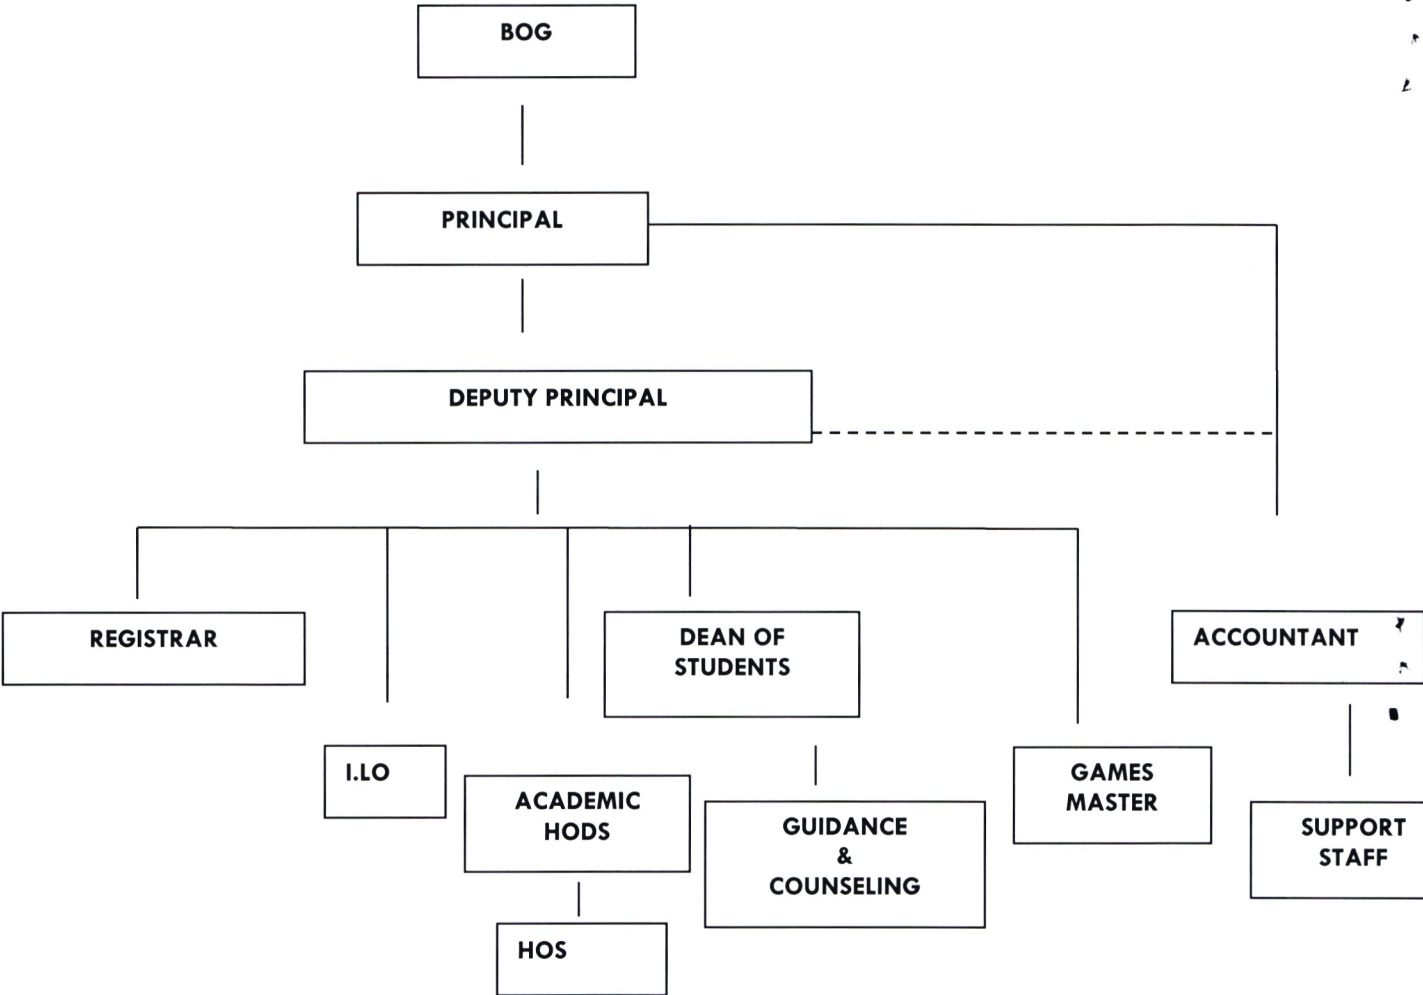 BOG
PRINCIPAL
DEPUTY PRINCIPAL
REGISTRAR
DEAN OF
STUDENTS
ACCOUNTANT
I.LO
ACADEMIC
HODS
GUIDANCE
&
COUNSELING
GAMES
MASTER
SUPPORT
STAFF
HOS